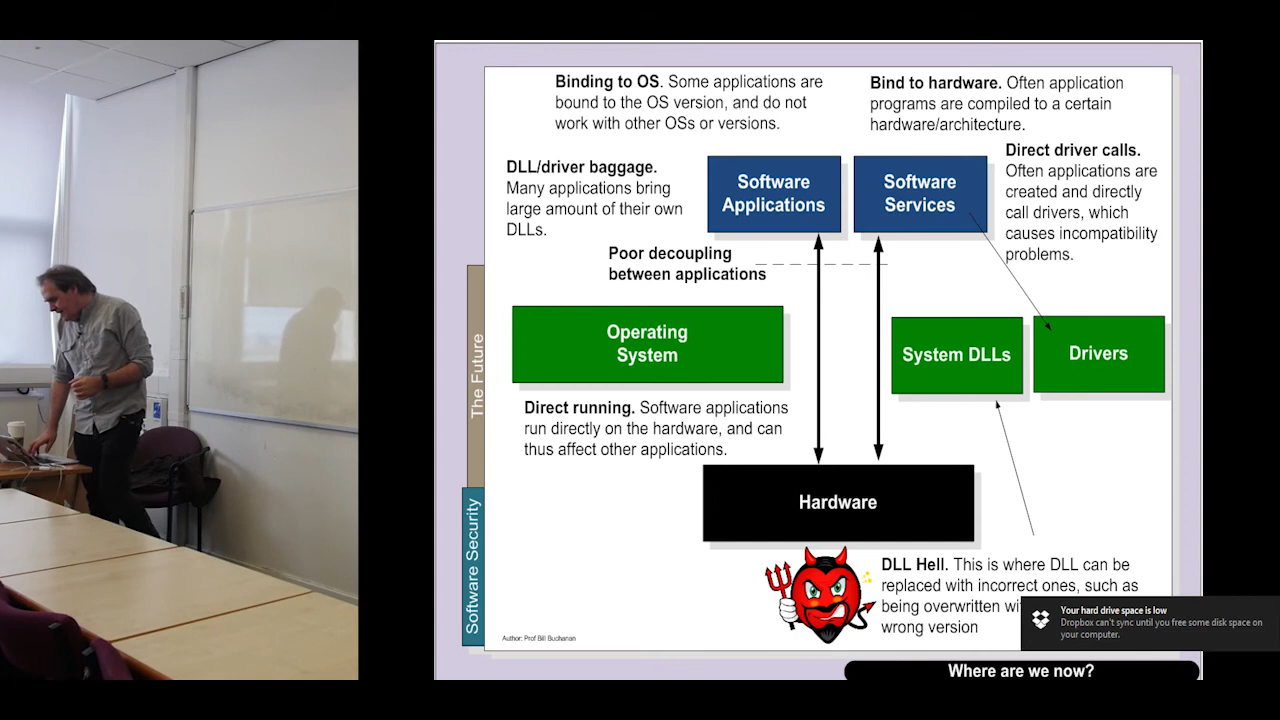 Binding to OS. Some applications are
bound to the OS version, and do not
work with other OSs or versions.
Bind to hardware. Often application
programs are compiled to a certain
hardware/architecture.
Direct driver calls.
Often applications are
created and directly
call drivers, which
causes incompatibility
problems.
DLL/driver baggage.
Many applications bring
large amount of their own
DLLs.
Software
Applications
Software
Services
Poor decoupling
between applications
Operating
System
System DLLs
Drivers
The Future
Direct running. Software applications
run directly on the hardware, and can
thus affect other applications.
Hardware
Software Security
DLL Hell. This is where DLL can be
replaced with incorrect ones, such as
being overwritten
wrong version
Your hard drive space is low
Dropbox can't sync until you free some disk space on
your computer.
Author: Prof Bill Buchanan
Where are we now?